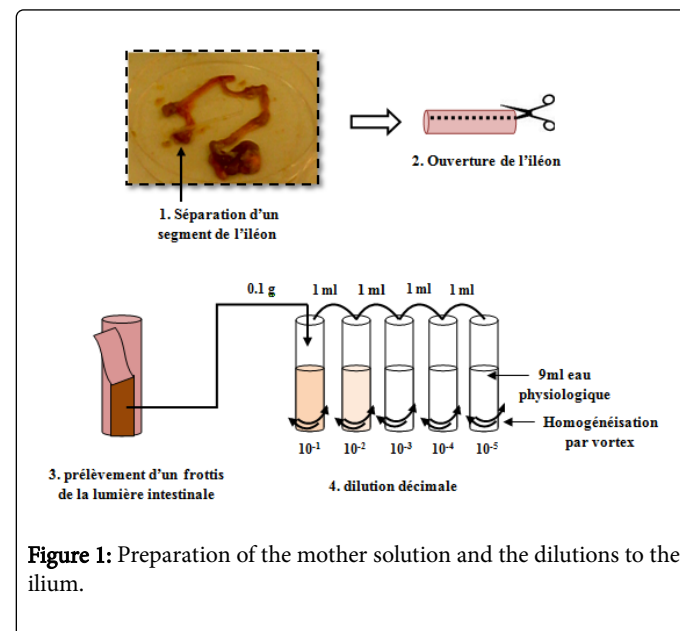 1. Séparation d'un
segment de l'iléon
2. Ouverture de l'iléon
0.1 g
1 ml
1 ml
1 ml
1 ml
9ml eau
physiologique
Homogénéisation
par vortex
10-1
10-2
10-3
10-4
10-5
3. prélèvement d'un frottis
de la lumière intestinale
4. dilution décimale
Figure 1: Preparation of the mother solution and the dilutions to the
ilium.